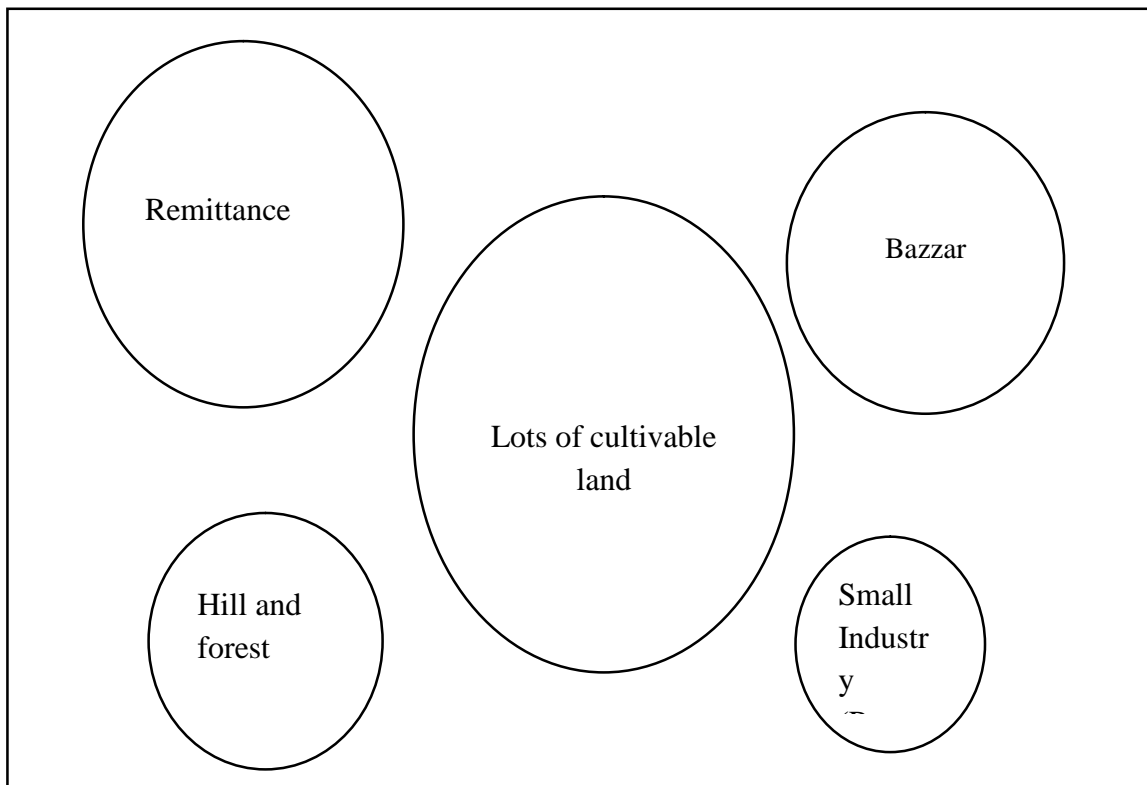 Remittance
Bazzar
Lots of cultivable
land
Hill and
forest
Small
Industr
y